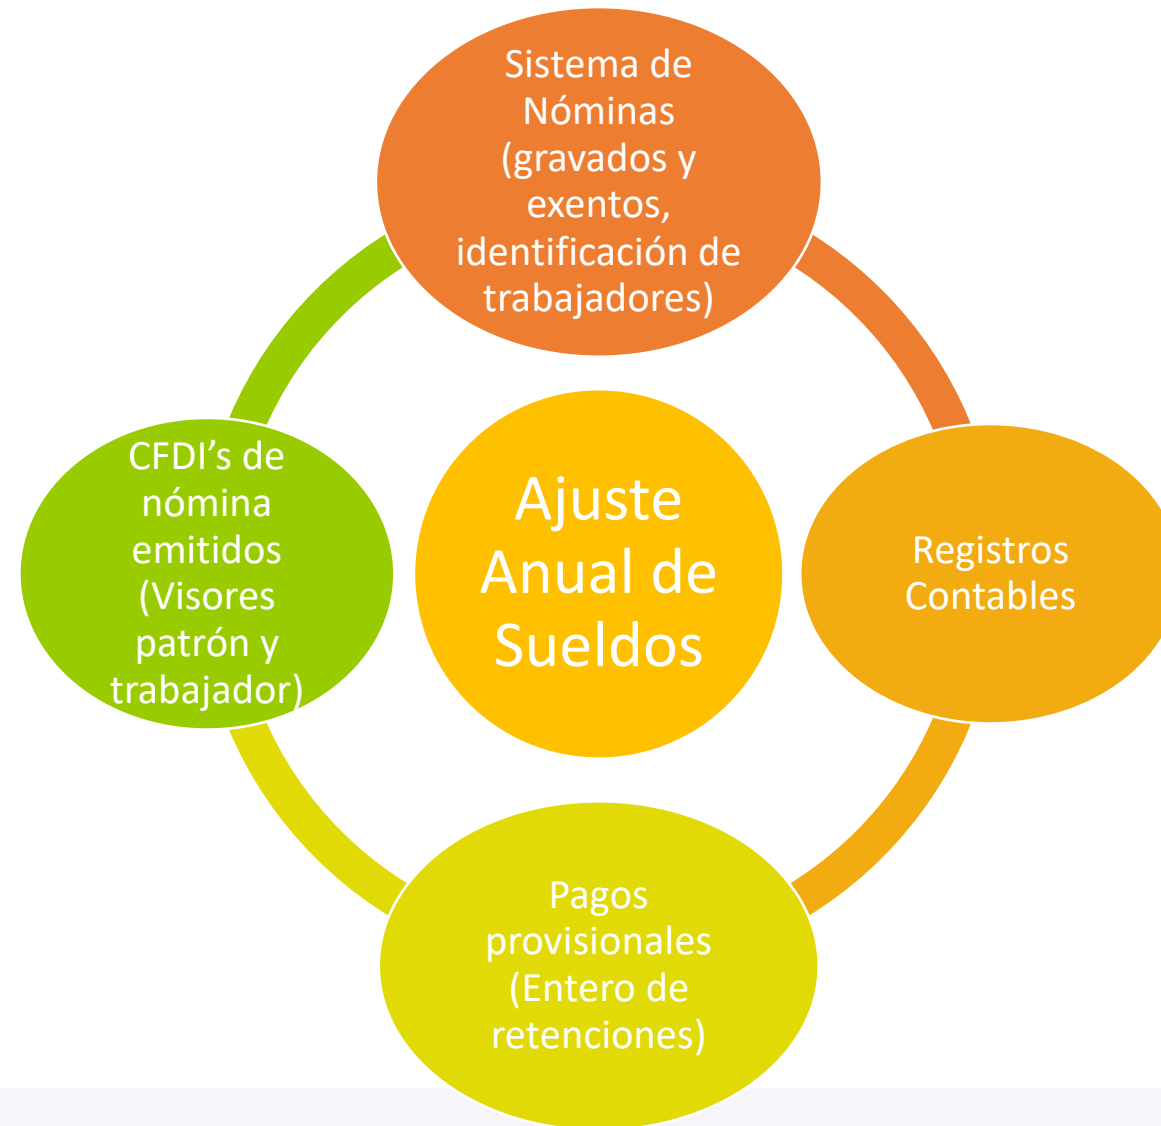 Sistema de
Nóminas
(gravados y
exentos,
identificación de
trabajadores)
CFDI’s de
nómina
emitidos
(Visores
patrón y
trabajador)
Ajuste
Anual de
Sueldos
Registros
Contables
Pagos
provisionales
(Entero de
retenciones)